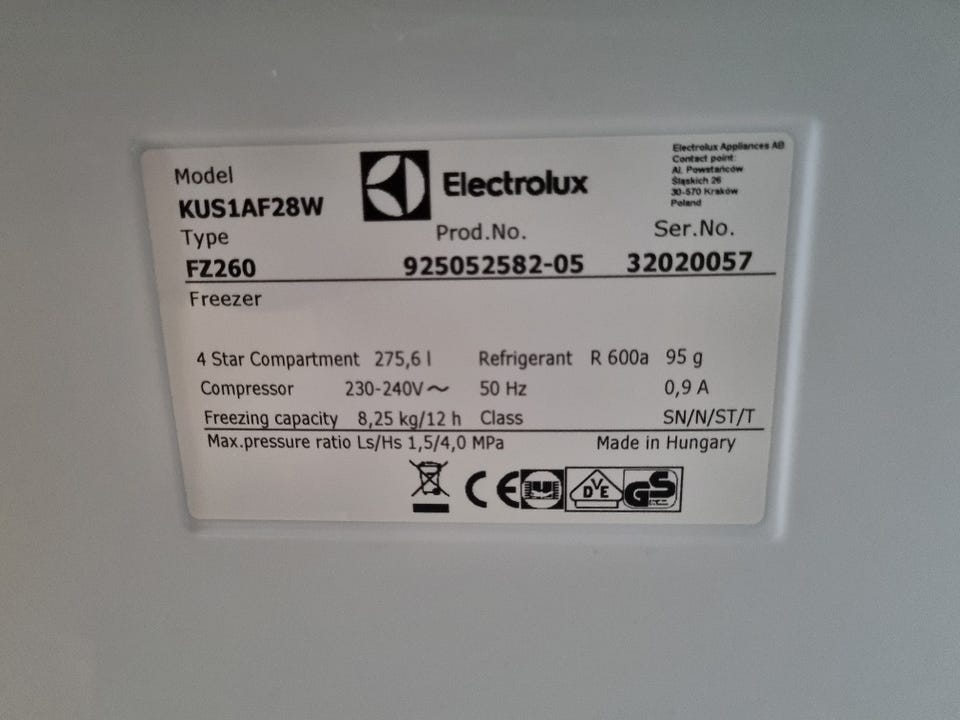 Model
KUS1AF28W
Electrolux
Electrolux Appliances AB
Contact point:
Al. Powstańców
Śląskich 26
30-570 Kraków
Poland
Type
FZ260
Prod.No.
925052582-05
Ser.No.
32020057
Freezer
4 Star Compartment 275,6 l Refrigerant R 600a 95 g
Compressor 230-240V～ 50 Hz 0,9 A
Freezing capacity 8,25 kg/12 h Class SN/N/ST/T
Max.pressure ratio Ls/Hs 1,5/4,0 MPa Made in Hungary
CE DVE GS